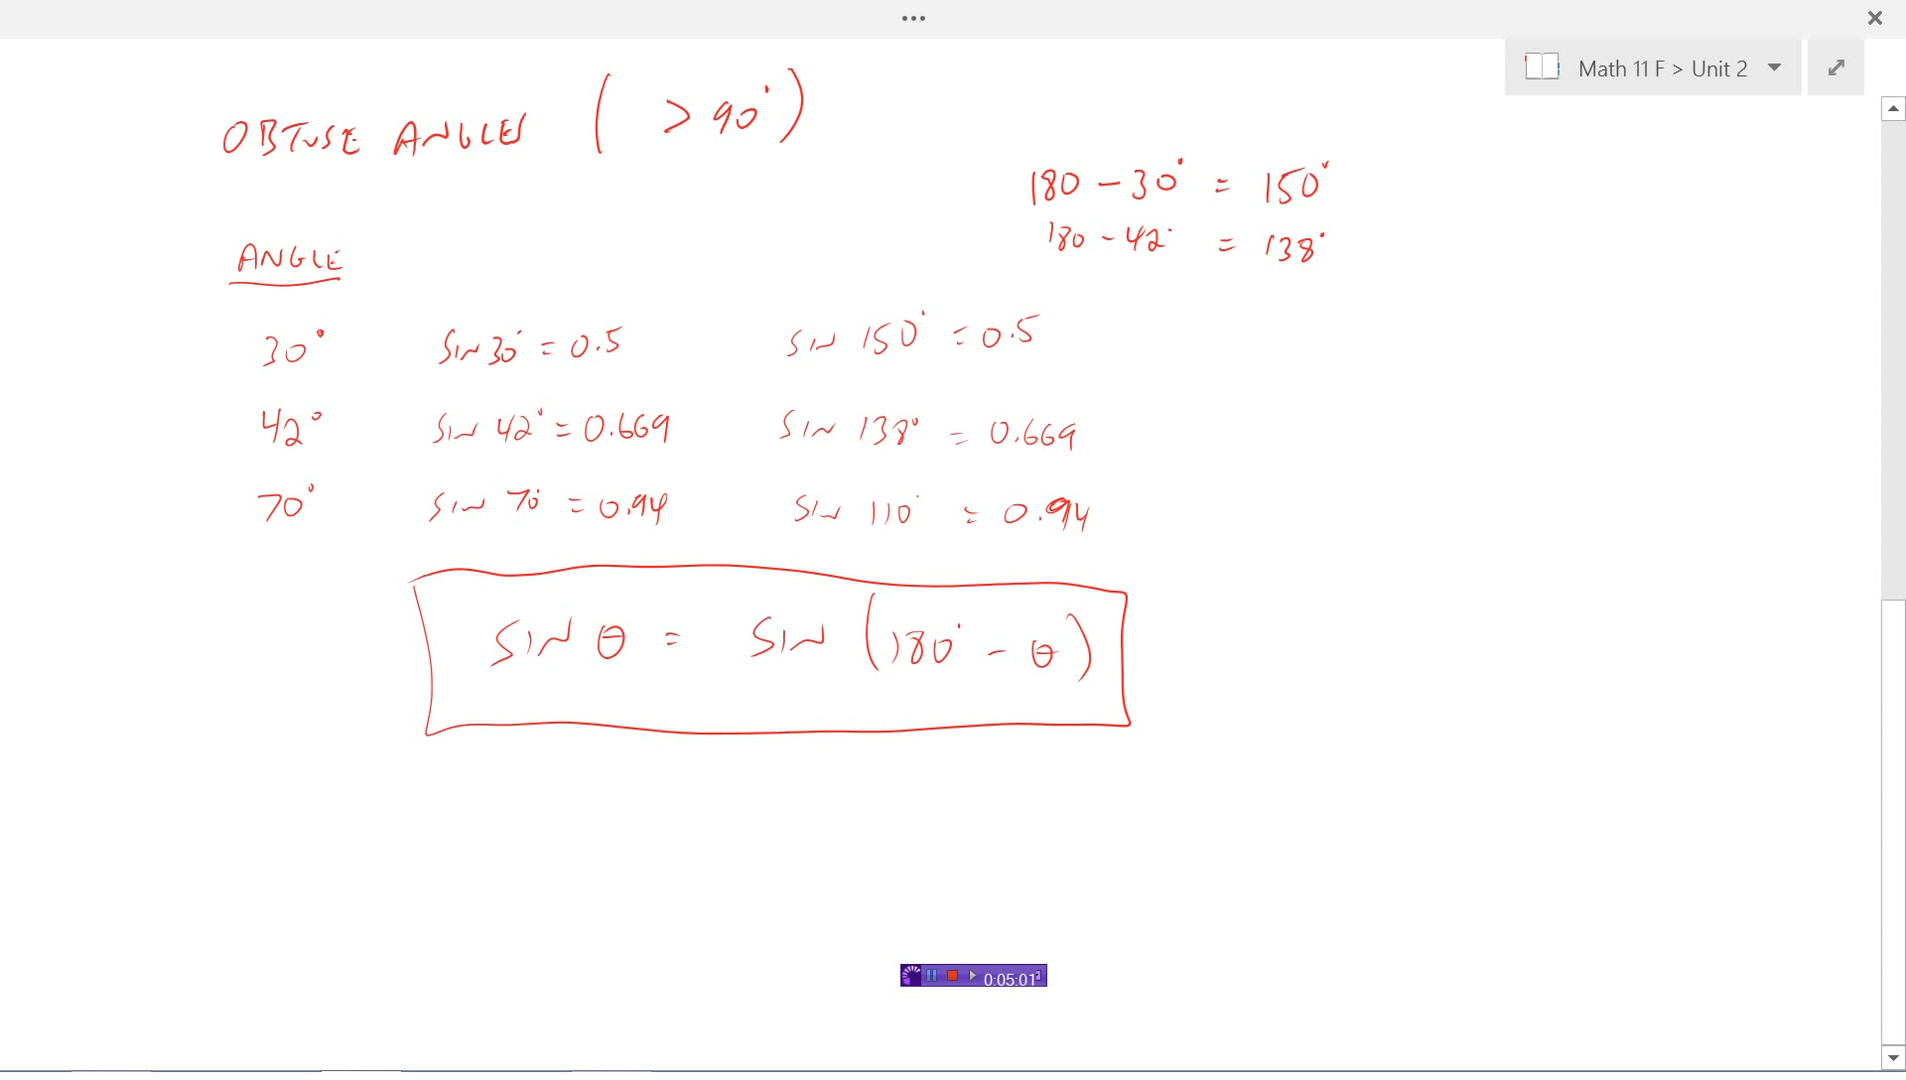 •••
Math 11 F > Unit 2
OBTUSE ANGLES ( > 90°)
180 - 30° = 150°
180 - 42° = 138°
ANGLE
30° SIN 30° = 0.5 SIN 150° = 0.5
42° SIN 42° = 0.669 SIN 138° = 0.669
70° SIN 70° = 0.94 SIN 110° = 0.94
SIN θ = SIN (180° - θ)
0:05:01